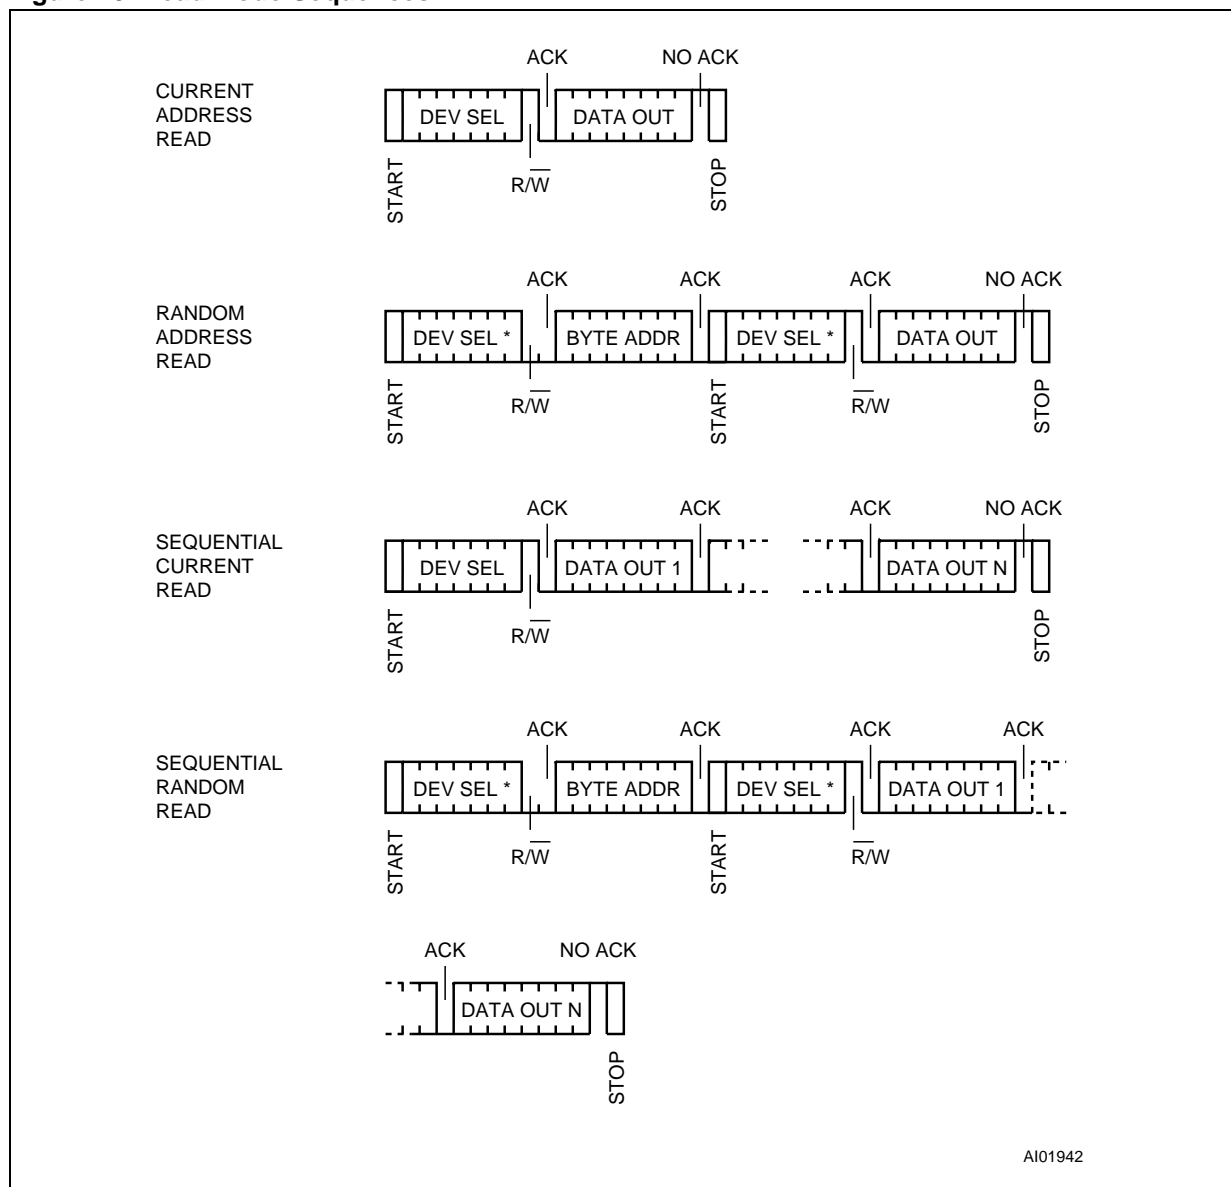 ACK NO ACK
CURRENT
ADDRESS
READ
DEV SEL DATA OUT
START R/W̅ STOP
ACK ACK ACK NO ACK
RANDOM
ADDRESS
READ
DEV SEL * BYTE ADDR DEV SEL * DATA OUT
START R/W̅ START R̅/W STOP
ACK ACK ACK NO ACK
SEQUENTIAL
CURRENT
READ
DEV SEL DATA OUT 1 DATA OUT N
START R/W̅ STOP
ACK ACK ACK ACK
SEQUENTIAL
RANDOM
READ
DEV SEL * BYTE ADDR DEV SEL * DATA OUT 1
START R/W̅ START R̅/W
ACK NO ACK
DATA OUT N
STOP
AI01942